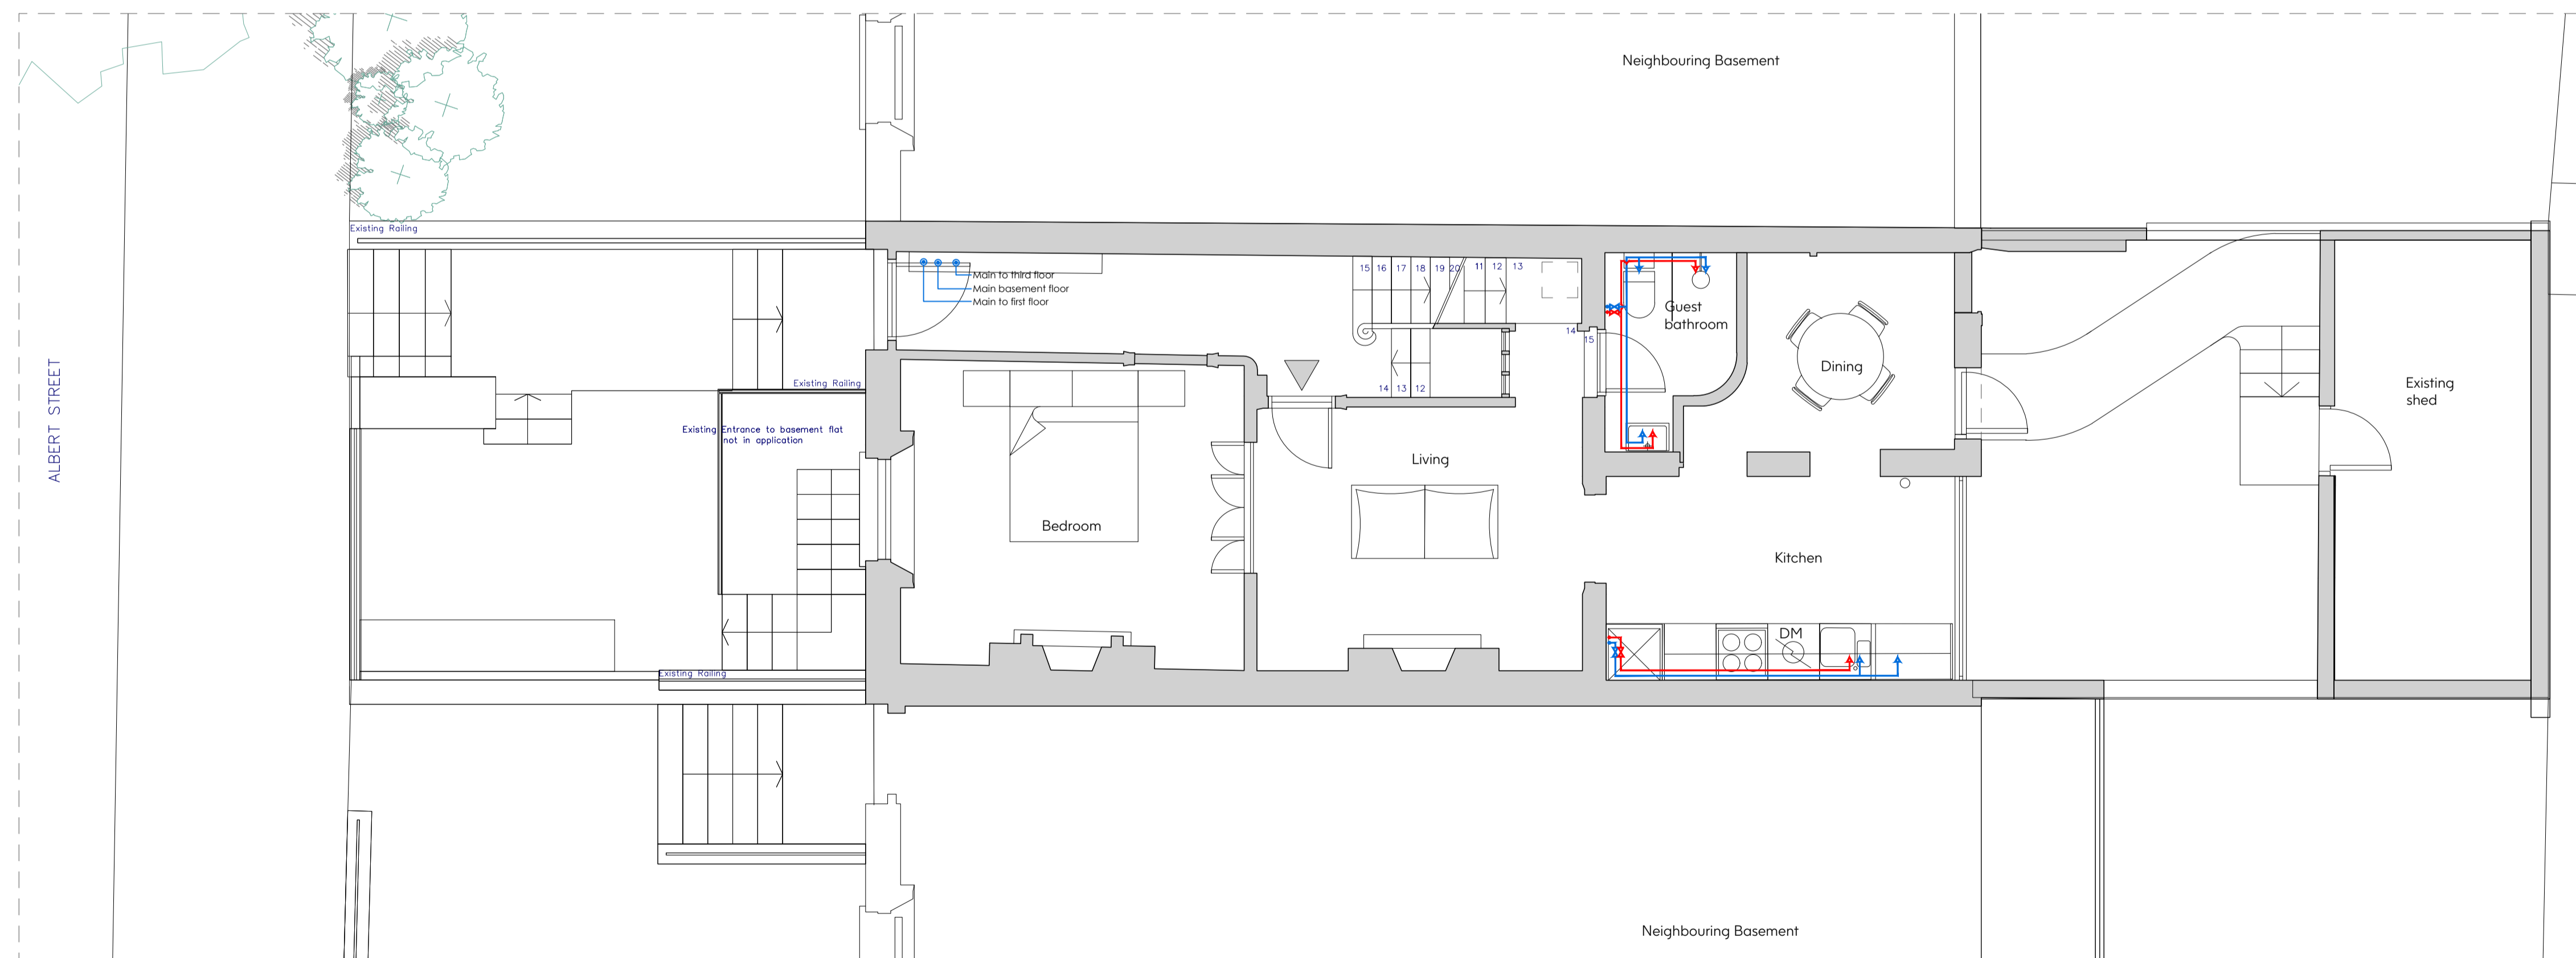 Neighbouring Basement
Existing Railing
Main to third floor
Main basement floor
Main to first floor
15 16 17 18 19 20 11 12 13
14
15
14 13 12
Guest
bathroom
Dining
Existing Railing
Existing
shed
ALBERT STREET
Existing Entrance to basement flat
not in application
Living
Bedroom
Kitchen
DM
Existing Railing
Neighbouring Basement